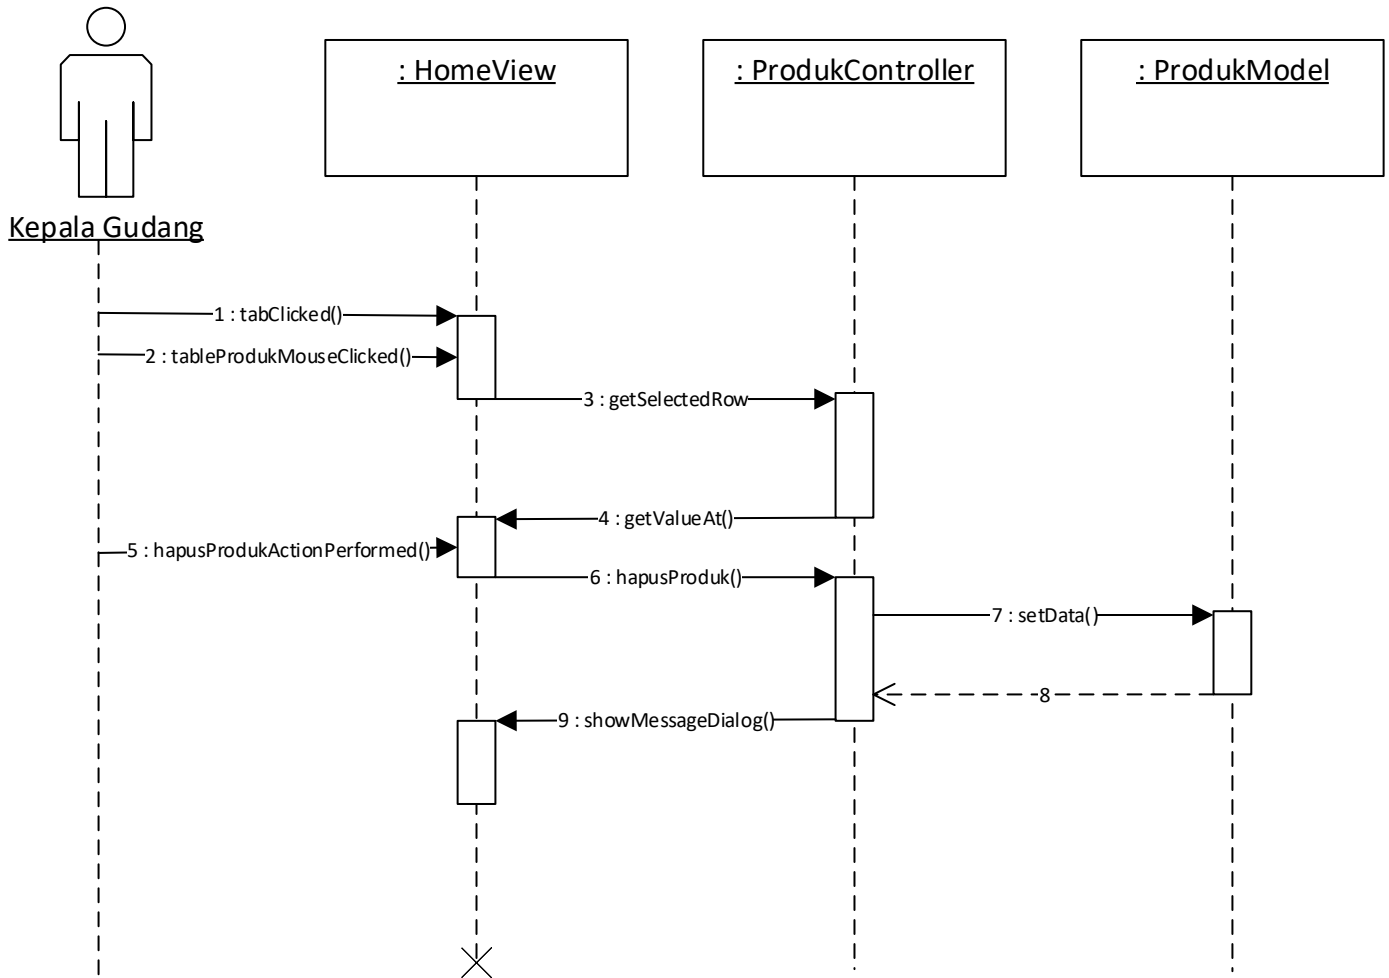 : HomeView
: ProdukController
: ProdukModel
Kepala Gudang
1 : tabClicked()
2 : tableProdukMouseClicked()
3 : getSelectedRow
4 : getValueAt()
5 : hapusProdukActionPerformed()
6 : hapusProduk()
7 : setData()
8
9 : showMessageDialog()